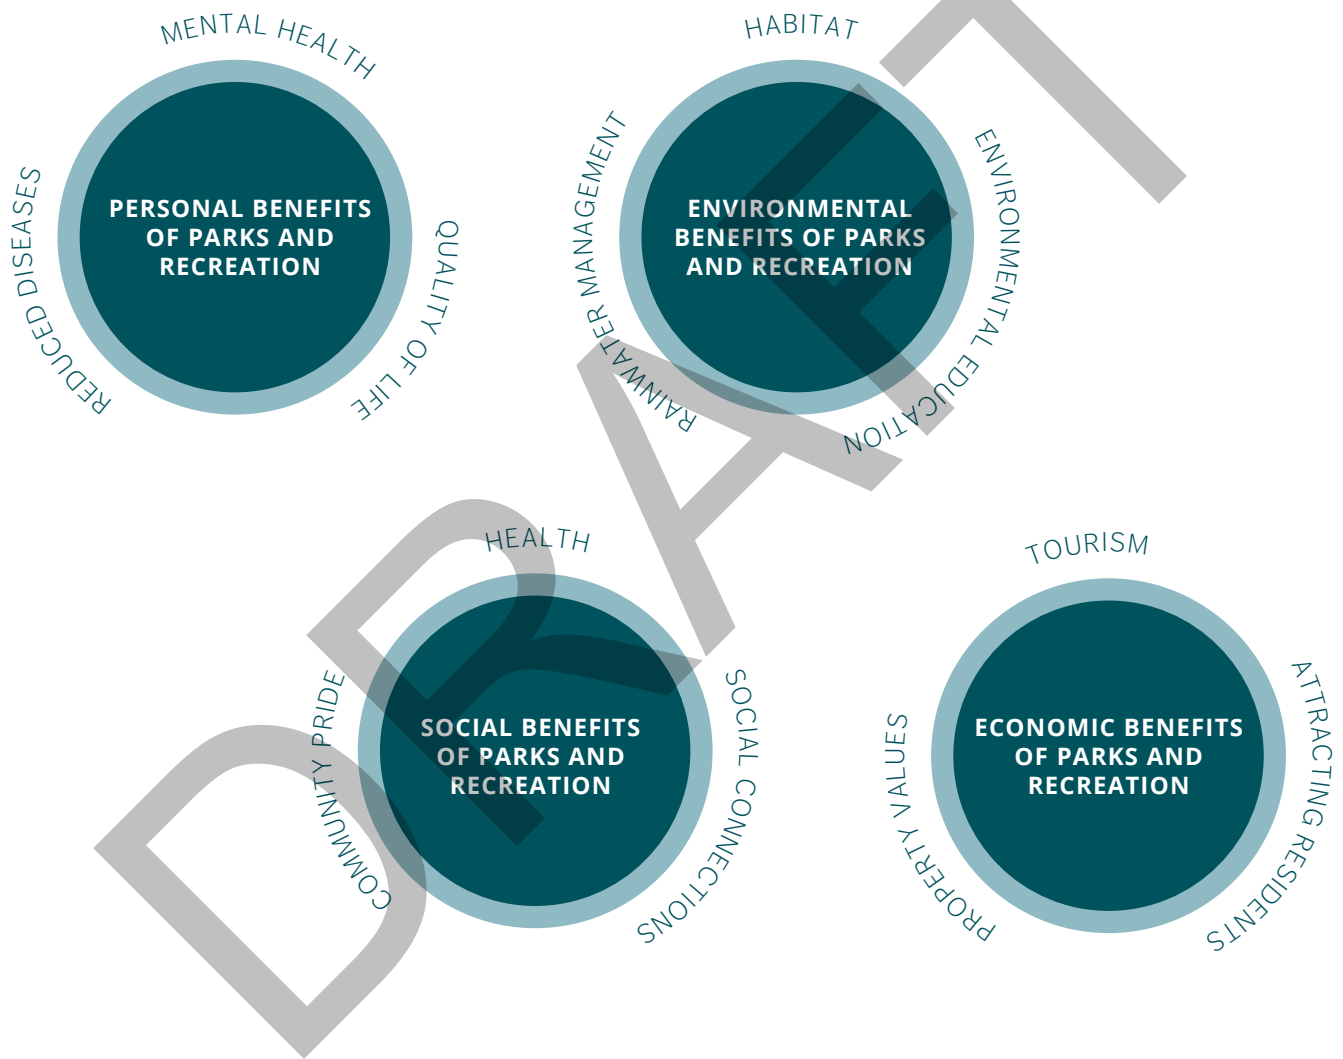 MENTAL HEALTH
REDUCED DISEASES
PERSONAL BENEFITS
OF PARKS AND
RECREATION
QUALITY OF LIFE
HABITAT
RAINWATER MANAGEMENT
ENVIRONMENTAL
BENEFITS OF PARKS
AND RECREATION
ENVIRONMENTAL EDUCATION
HEALTH
COMMUNITY PRIDE
SOCIAL BENEFITS
OF PARKS AND
RECREATION
SOCIAL CONNECTIONS
TOURISM
PROPERTY VALUES
ECONOMIC BENEFITS
OF PARKS AND
RECREATION
ATTRACTING RESIDENTS
DRAFT